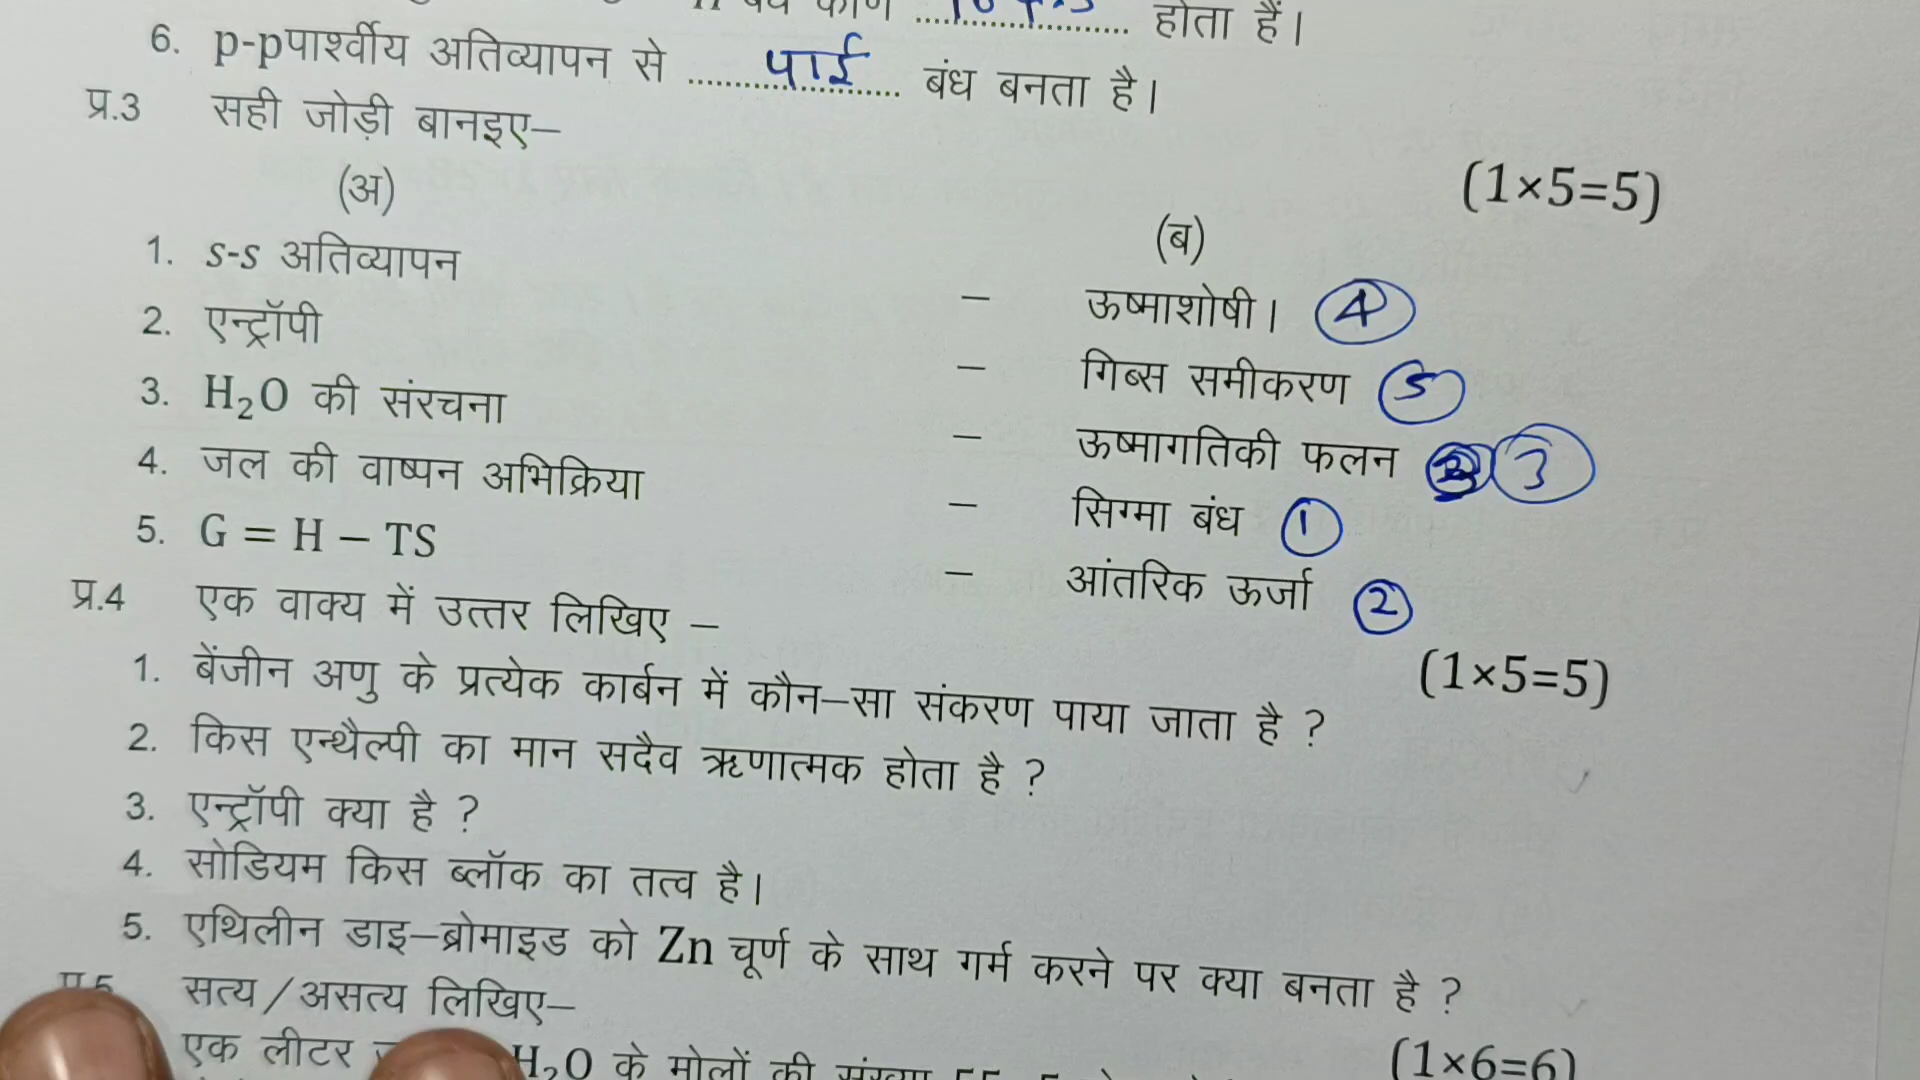 होता है।
6. p-pपार्श्वीय अतिव्यापन से .......पाई....... बंध बनता है।
प्र.3 सही जोड़ी बानइए–
(1×5=5)
(अ) (ब)
1. s-s अतिव्यापन – ऊष्माशोषी। 4
2. एन्ट्रॉपी – गिब्स समीकरण 5
3. H₂O की संरचना – ऊष्मागतिकी फलन 3
4. जल की वाष्पन अभिक्रिया – सिग्मा बंध 1
5. G = H – TS – आंतरिक ऊर्जा 2
प्र.4 एक वाक्य में उत्तर लिखिए – (1×5=5)
1. बेंजीन अणु के प्रत्येक कार्बन में कौन–सा संकरण पाया जाता है ?
2. किस एन्थैल्पी का मान सदैव ऋणात्मक होता है ?
3. एन्ट्रॉपी क्या है ?
4. सोडियम किस ब्लॉक का तत्व है।
5. एथिलीन डाइ–ब्रोमाइड को Zn चूर्ण के साथ गर्म करने पर क्या बनता है ?
सत्य/असत्य लिखिए–
(1×6=6)
एक लीटर H₂O के मोलों की संख्या